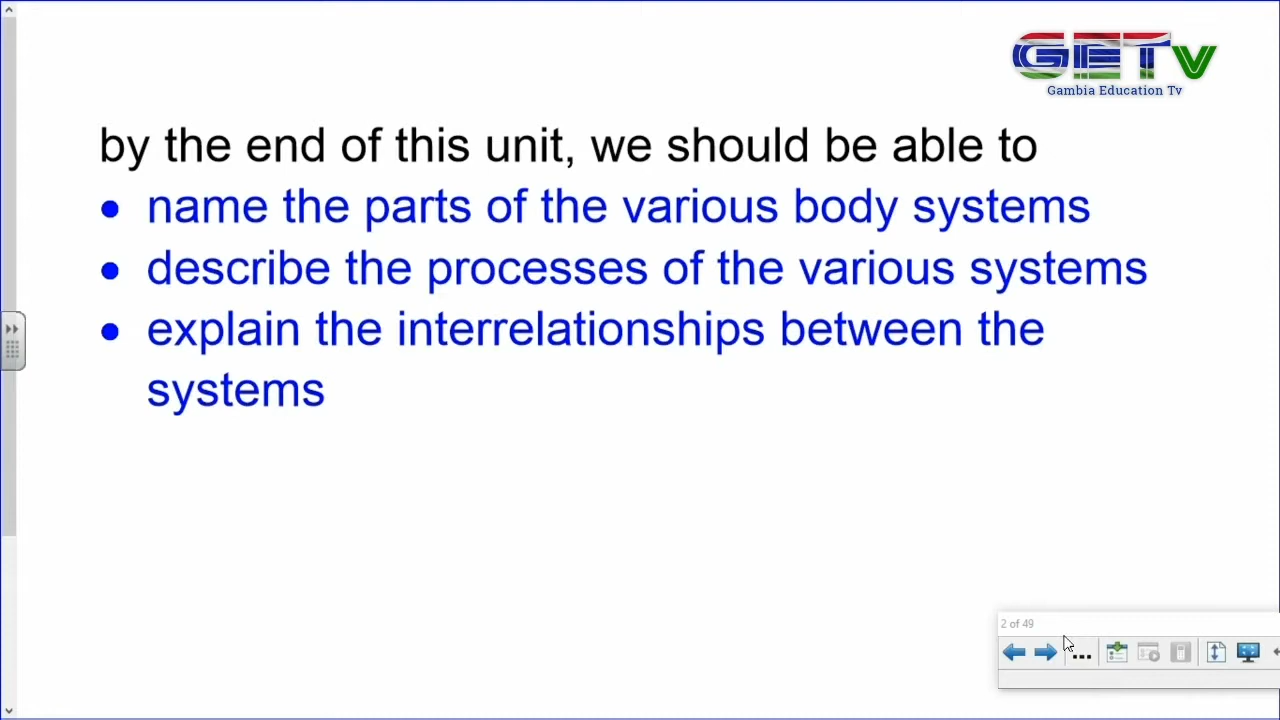 GETv
Gambia Education Tv
by the end of this unit, we should be able to
• name the parts of the various body systems
• describe the processes of the various systems
• explain the interrelationships between the
systems
2 of 49